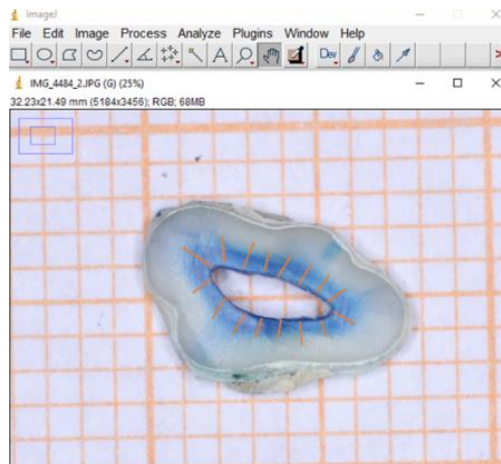 ImageJ
File Edit Image Process Analyze Plugins Window Help
Dev
IMG_4484_2.JPG (G) (25%)
32.23x21.49 mm (5184x3456); RGB; 68MB